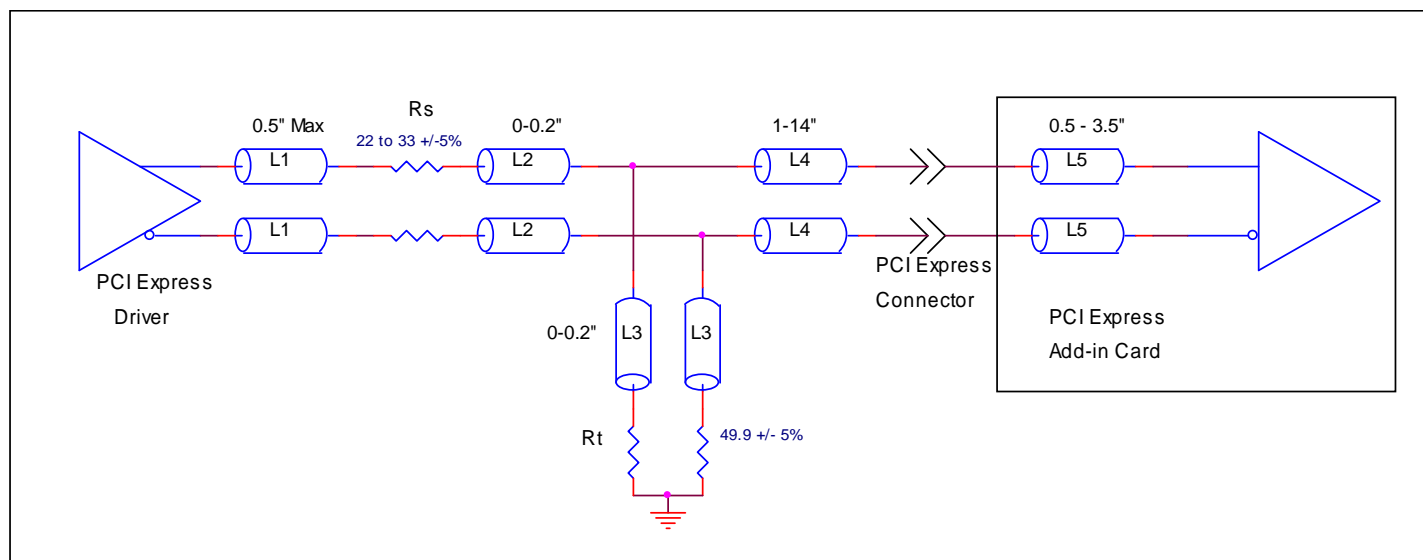 Rs
0.5" Max
22 to 33 +/-5%
0-0.2"
1-14"
0.5 - 3.5"
L1
L2
L4
L5
L1
L2
L4
L5
PCI Express
Driver
PCI Express
Connector
PCI Express
Add-in Card
0-0.2"
L3
L3
Rt
49.9 +/- 5%